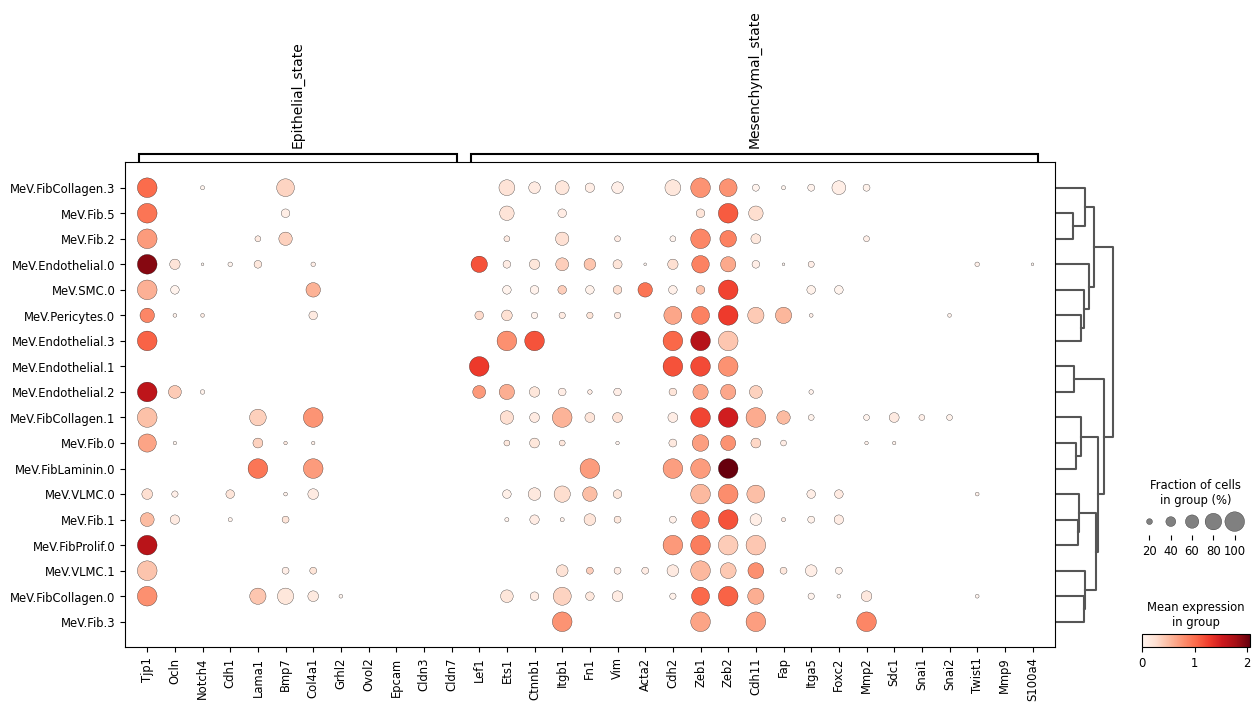 Epithelial_state
Mesenchymal_state
MeV.FibCollagen.3
MeV.Fib.5
MeV.Fib.2
MeV.Endothelial.0
MeV.SMC.0
MeV.Pericytes.0
MeV.Endothelial.3
MeV.Endothelial.1
MeV.Endothelial.2
MeV.FibCollagen.1
MeV.Fib.0
MeV.FibLaminin.0
MeV.VLMC.0
MeV.Fib.1
MeV.FibProlif.0
MeV.VLMC.1
MeV.FibCollagen.0
MeV.Fib.3
Tjp1
Ocln
Notch4
Cdh1
Lama1
Bmp7
Col4a1
Grhl2
Ovol2
Epcam
Cldn3
Cldn7
Lef1
Ets1
Ctnnb1
Itgb1
Fn1
Vim
Acta2
Cdh2
Zeb1
Zeb2
Cdh11
Fap
Itga5
Foxc2
Mmp2
Sdc1
Snai1
Snai2
Twist1
Mmp9
S100a4
Fraction of cells
in group (%)
20 40 60 80 100
Mean expression
in group
0 1 2